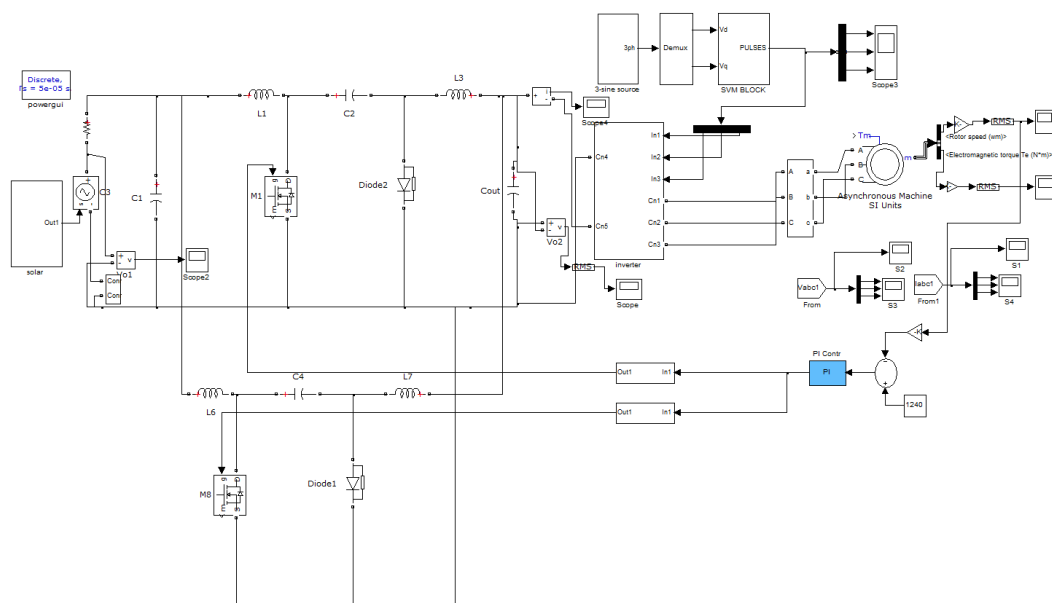 Discrete,
Ts = 5e-05 s.
powergui
3ph
3-sine source
Demux
Vd
Vq
PULSES
SVM BLOCK
Scope3
L1
C2
L3
Scope4
+
-
i
C3
+
-
s
C1
M1
g
D
S
Diode2
Cout
Out1
solar
+
-
v
Vo1
Scope2
Conn
Conn
+
-
v
Vo2
RMS
Scope
In1
In2
In3
Cn4
Cn5
Cn1
Cn2
Cn3
inverter
A
B
C
a
b
c
Tm
m
A
B
C
Asynchronous Machine
SI Units
-K-
RMS
<Rotor speed (wm)>
<Electromagnetic torque Te (N*m)>
RMS
S2
Vabc1
From
S3
Iabc1
From1
S1
S4
-K-
PI Contr
PI
1240
Out1
In1
Out1
In1
L6
C4
L7
M8
g
D
S
Diode1